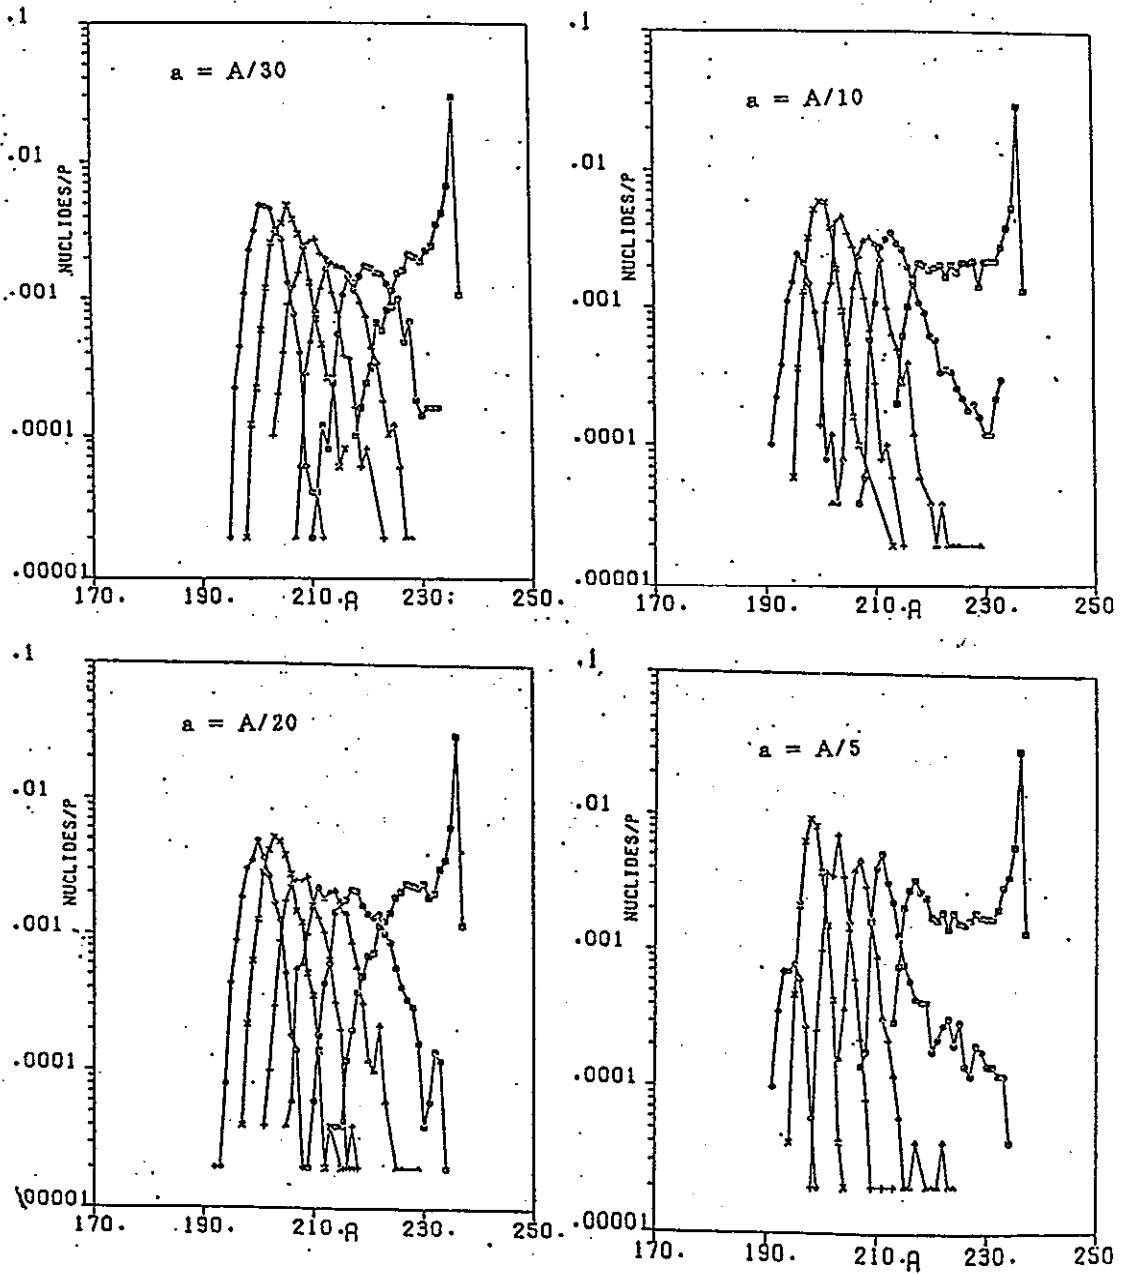 .1
.01
.001
.0001
.00001
NUCLIDES/P
a = A/30
170. 190. 210. A 230. 250.
.1
.01
.001
.0001
.00001
NUCLIDES/P
a = A/10
170. 190. 210. A 230. 250
.1
.01
.001
.0001
.00001
NUCLIDES/P
a = A/20
170. 190. 210. A 230. 250.
.1
.01
.001
.0001
.00001
NUCLIDES/P
a = A/5
170. 190. 210. A 230. 250